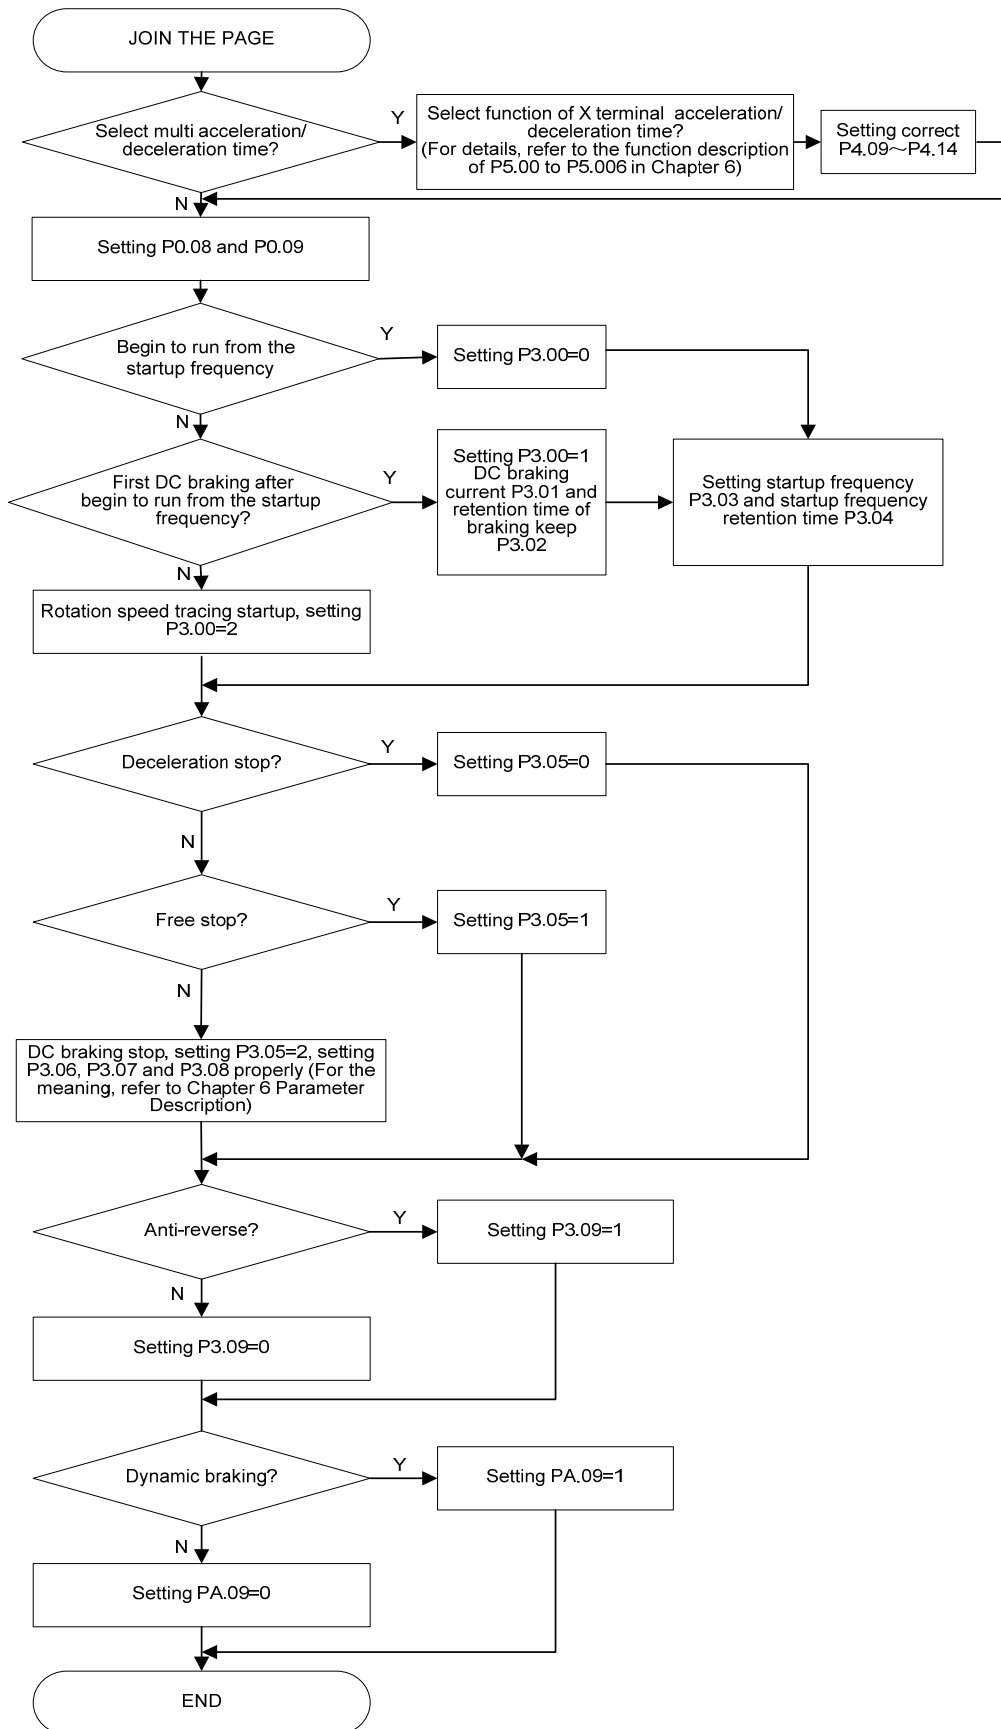 JOIN THE PAGE
Select multi acceleration/
deceleration time?
Y
Select function of X terminal acceleration/
deceleration time?
(For details, refer to the function description
of P5.00 to P5.006 in Chapter 6)
Setting correct
P4.09～P4.14
N
Setting P0.08 and P0.09
Begin to run from the
startup frequency
Y
Setting P3.00=0
N
First DC braking after
begin to run from the startup
frequency?
Y
Setting P3.00=1
DC braking
current P3.01 and
retention time of
braking keep
P3.02
Setting startup frequency
P3.03 and startup frequency
retention time P3.04
N
Rotation speed tracing startup, setting
P3.00=2
Deceleration stop?
Y
Setting P3.05=0
N
Free stop?
Y
Setting P3.05=1
N
DC braking stop, setting P3.05=2, setting
P3.06, P3.07 and P3.08 properly (For the
meaning, refer to Chapter 6 Parameter
Description)
Anti-reverse?
Y
Setting P3.09=1
N
Setting P3.09=0
Dynamic braking?
Y
Setting PA.09=1
N
Setting PA.09=0
END